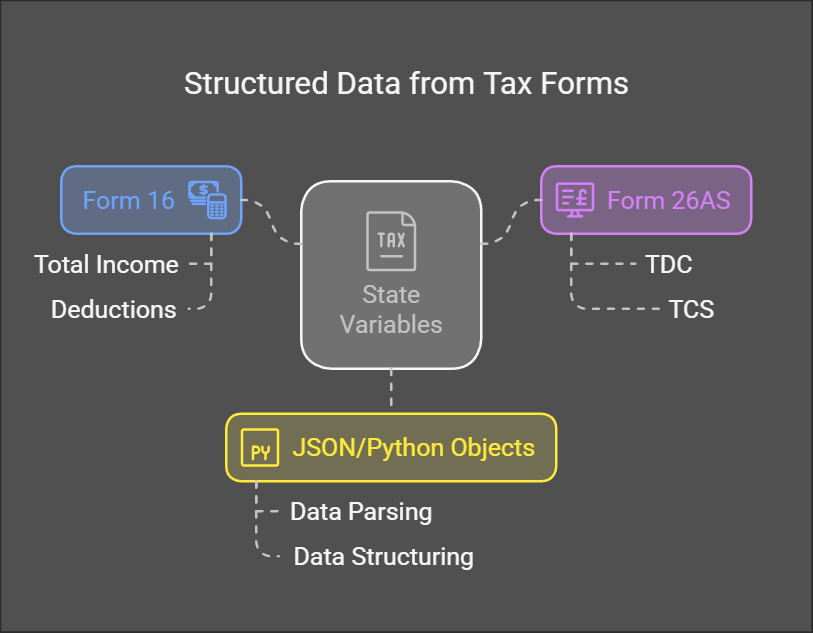 Structured Data from Tax Forms
Form 16
Form 26AS
Total Income
Deductions
TAX
State
Variables
TDC
TCS
PY
JSON/Python Objects
Data Parsing
Data Structuring